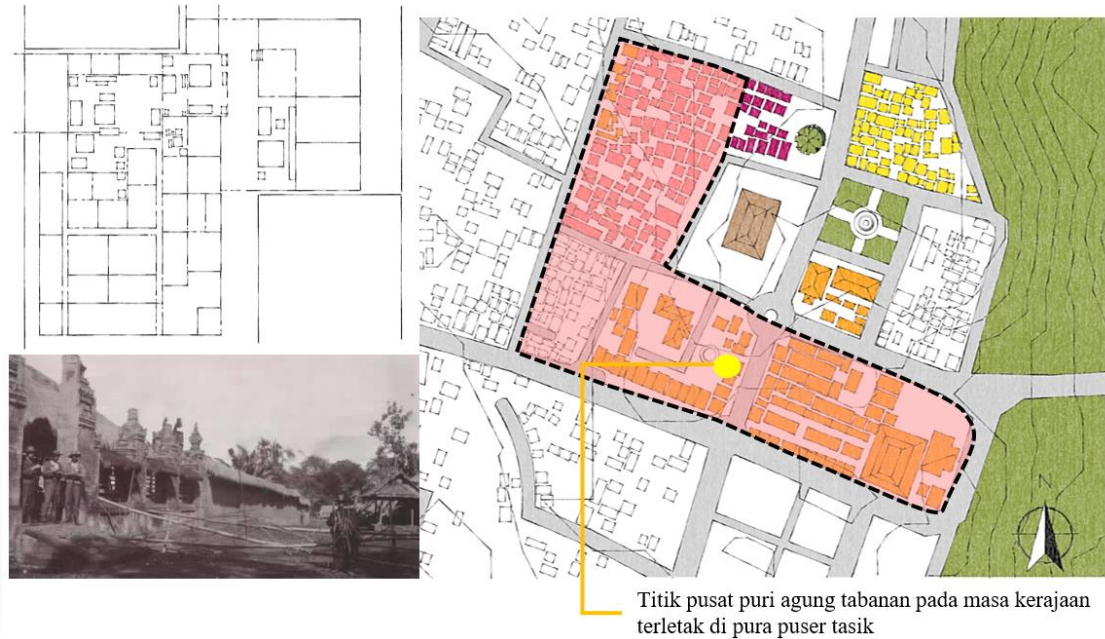 N
Titik pusat puri agung tabanan pada masa kerajaan
terletak di pura puser tasik